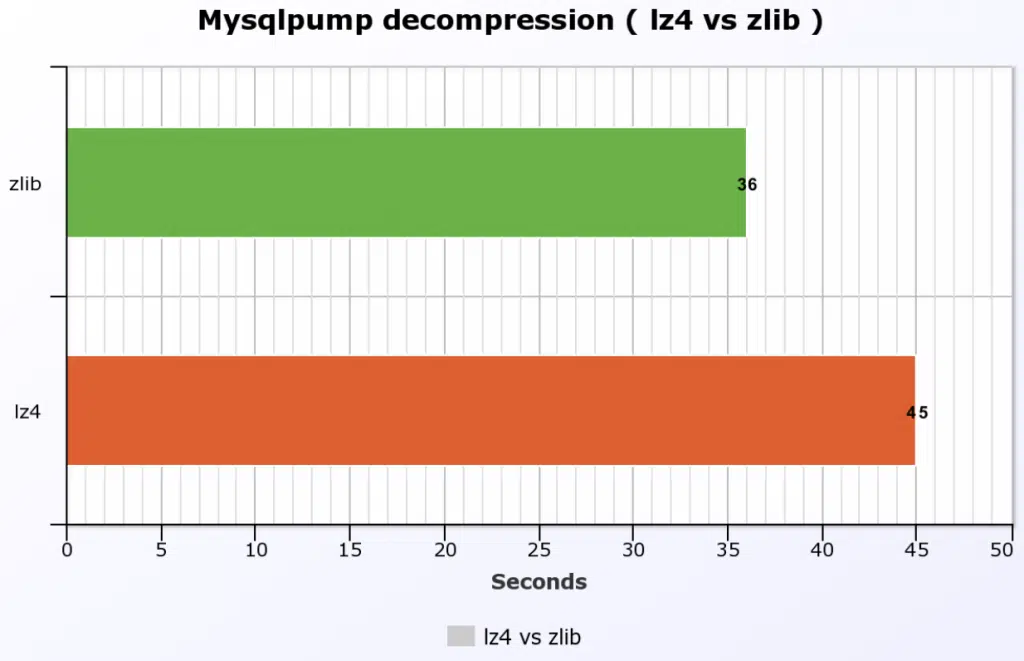 Mysqlpump decompression ( lz4 vs zlib )
zlib
36
lz4
45
0 5 10 15 20 25 30 35 40 45 50
Seconds
lz4 vs zlib